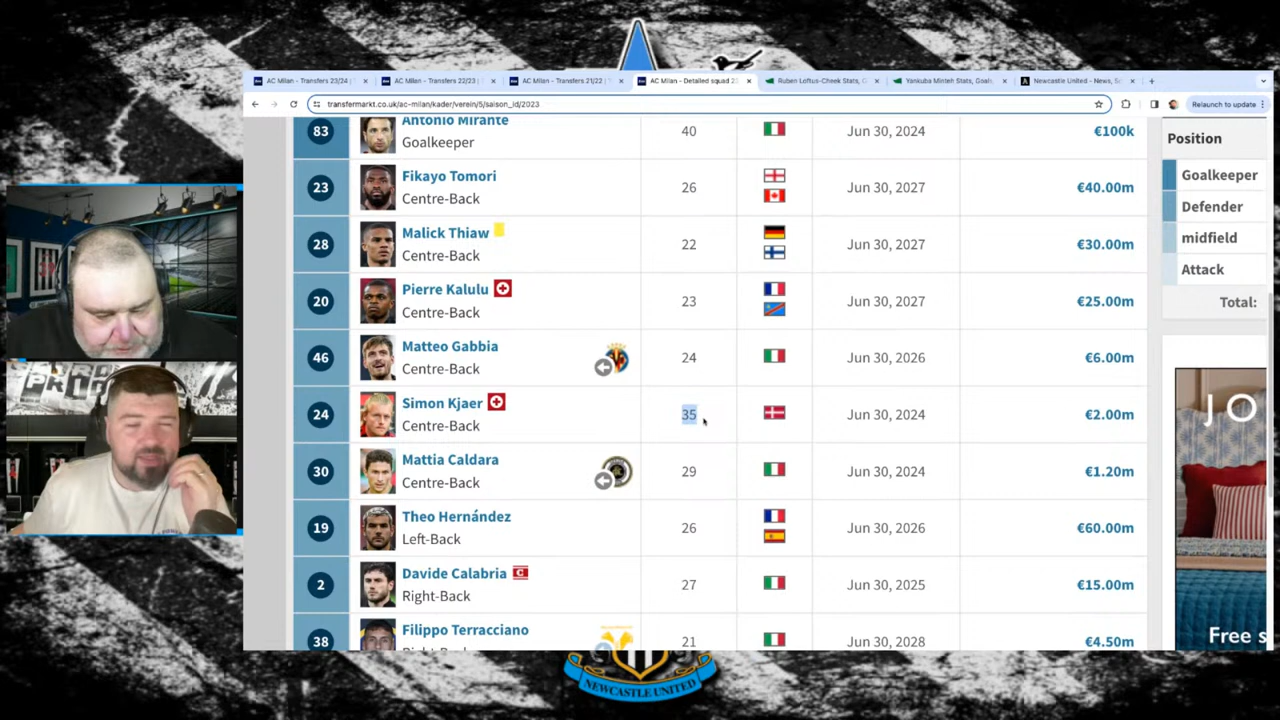 AC Milan - Transfers 23/24 |
AC Milan - Transfers 22/23 |
AC Milan - Transfers 21/22 |
AC Milan - Detailed squad 23
Ruben Loftus-Cheek Stats, G
Yankuba Minteh Stats, Goals
Newcastle United - News, Sc
transfermarkt.co.uk/ac-milan/kader/verein/5/saison_id/2023
Relaunch to update
83
Antonio Mirante
Goalkeeper
40
Jun 30, 2024
€100k
23
Fikayo Tomori
Centre-Back
26
Jun 30, 2027
€40.00m
28
Malick Thiaw
Centre-Back
22
Jun 30, 2027
€30.00m
20
Pierre Kalulu
Centre-Back
23
Jun 30, 2027
€25.00m
46
Matteo Gabbia
Centre-Back
24
Jun 30, 2026
€6.00m
24
Simon Kjaer
Centre-Back
35
Jun 30, 2024
€2.00m
30
Mattia Caldara
Centre-Back
29
Jun 30, 2024
€1.20m
19
Theo Hernández
Left-Back
26
Jun 30, 2026
€60.00m
2
Davide Calabria
C
Right-Back
27
Jun 30, 2025
€15.00m
38
Filippo Terracciano
Right-Back
21
Jun 30, 2028
€4.50m
Position
Goalkeeper
Defender
midfield
Attack
Total:
JO
Free s
NEWCASTLE UNITED